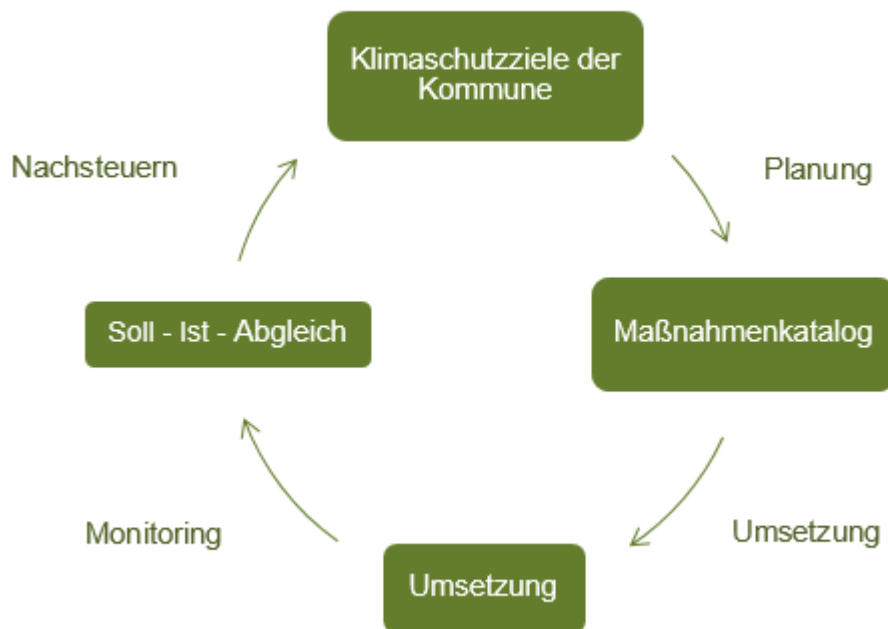 Klimaschutzziele der
Kommune
Nachsteuern
Planung
Soll - Ist - Abgleich
Maßnahmenkatalog
Monitoring
Umsetzung
Umsetzung